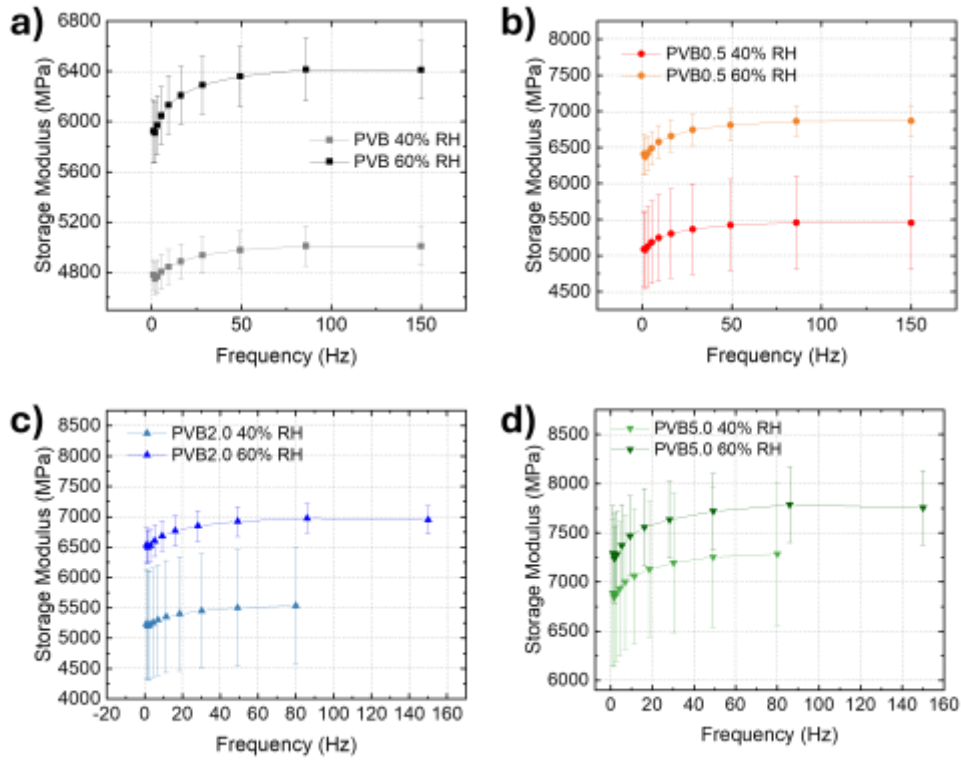 a)
6800
6400
6000
5600
5200
4800
Storage Modulus (MPa)
PVB 40% RH
PVB 60% RH
0
50
100
150
Frequency (Hz)
b)
8000
7500
7000
6500
6000
5500
5000
4500
Storage Modulus (MPa)
PVB0.5 40% RH
PVB0.5 60% RH
0
50
100
150
Frequency (Hz)
c)
8500
8000
7500
7000
6500
6000
5500
5000
4500
4000
Storage Modulus (MPa)
PVB2.0 40% RH
PVB2.0 60% RH
-20 0 20 40 60 80 100 120 140 160
Frequency (Hz)
d)
8500
8000
7500
7000
6500
6000
Storage Modulus (MPa)
PVB5.0 40% RH
PVB5.0 60% RH
0 20 40 60 80 100 120 140 160
Frequency (Hz)